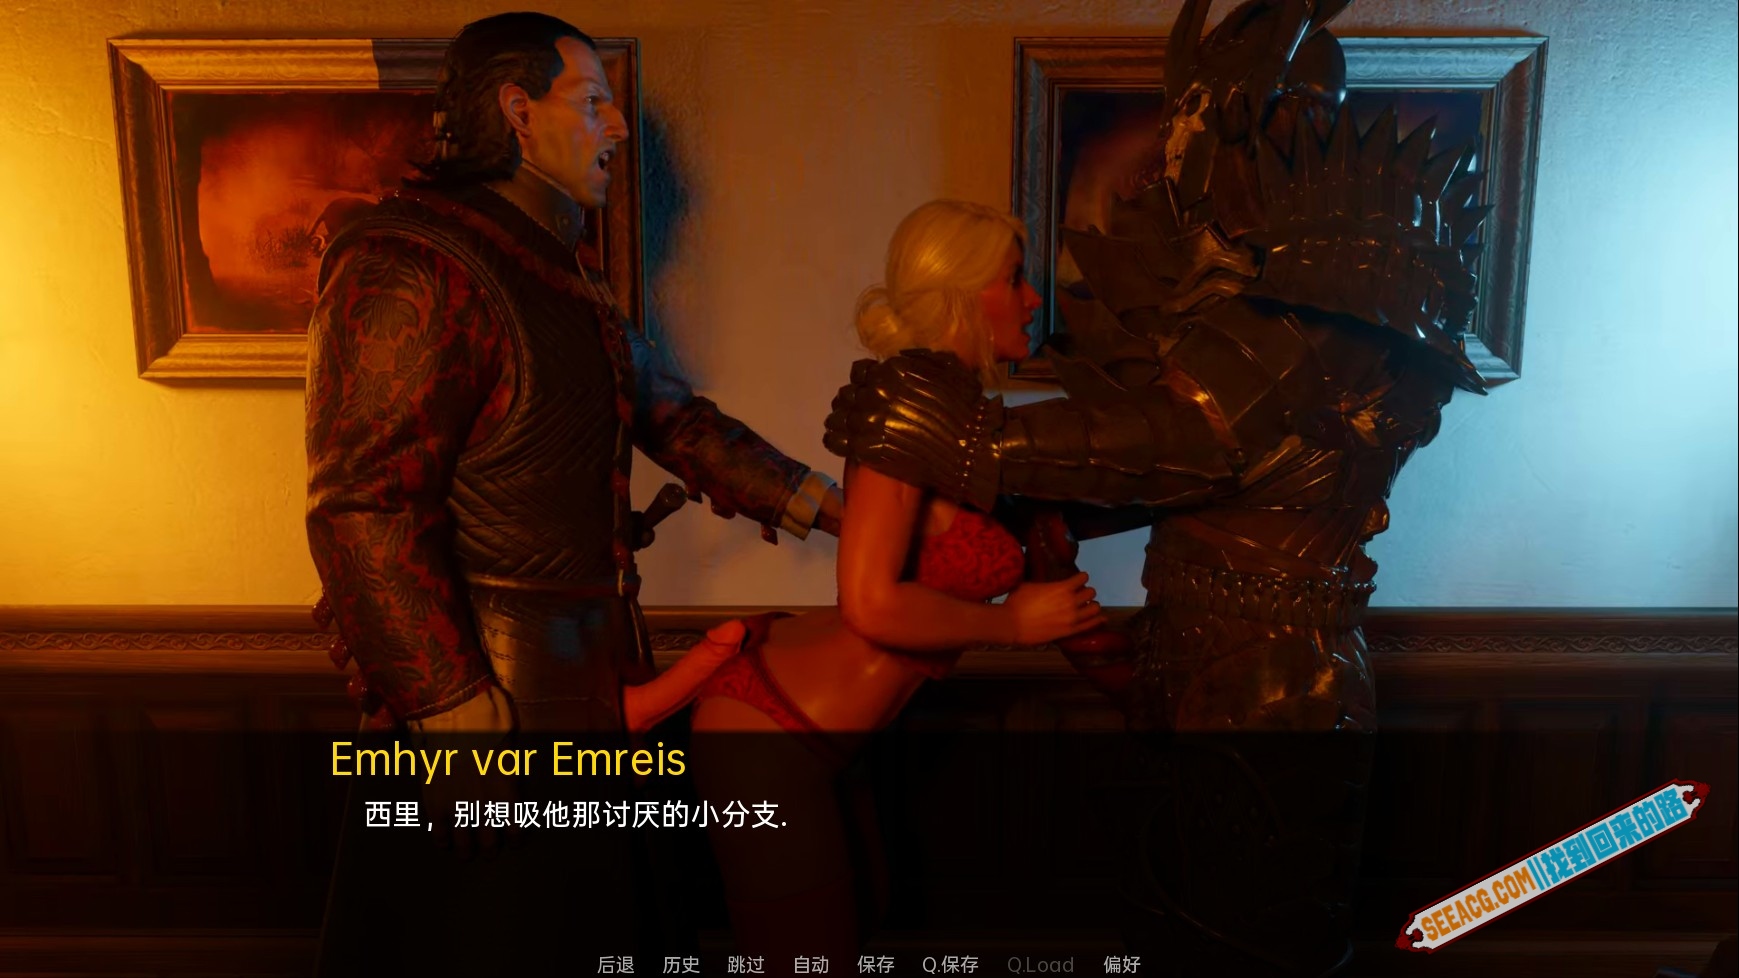 Emhyr var Emreis
西里，别想吸他那讨厌的小分支.
SEEACG.COM||找到回来的路
后退 历史 跳过 自动 保存 Q.保存 Q.Load 偏好